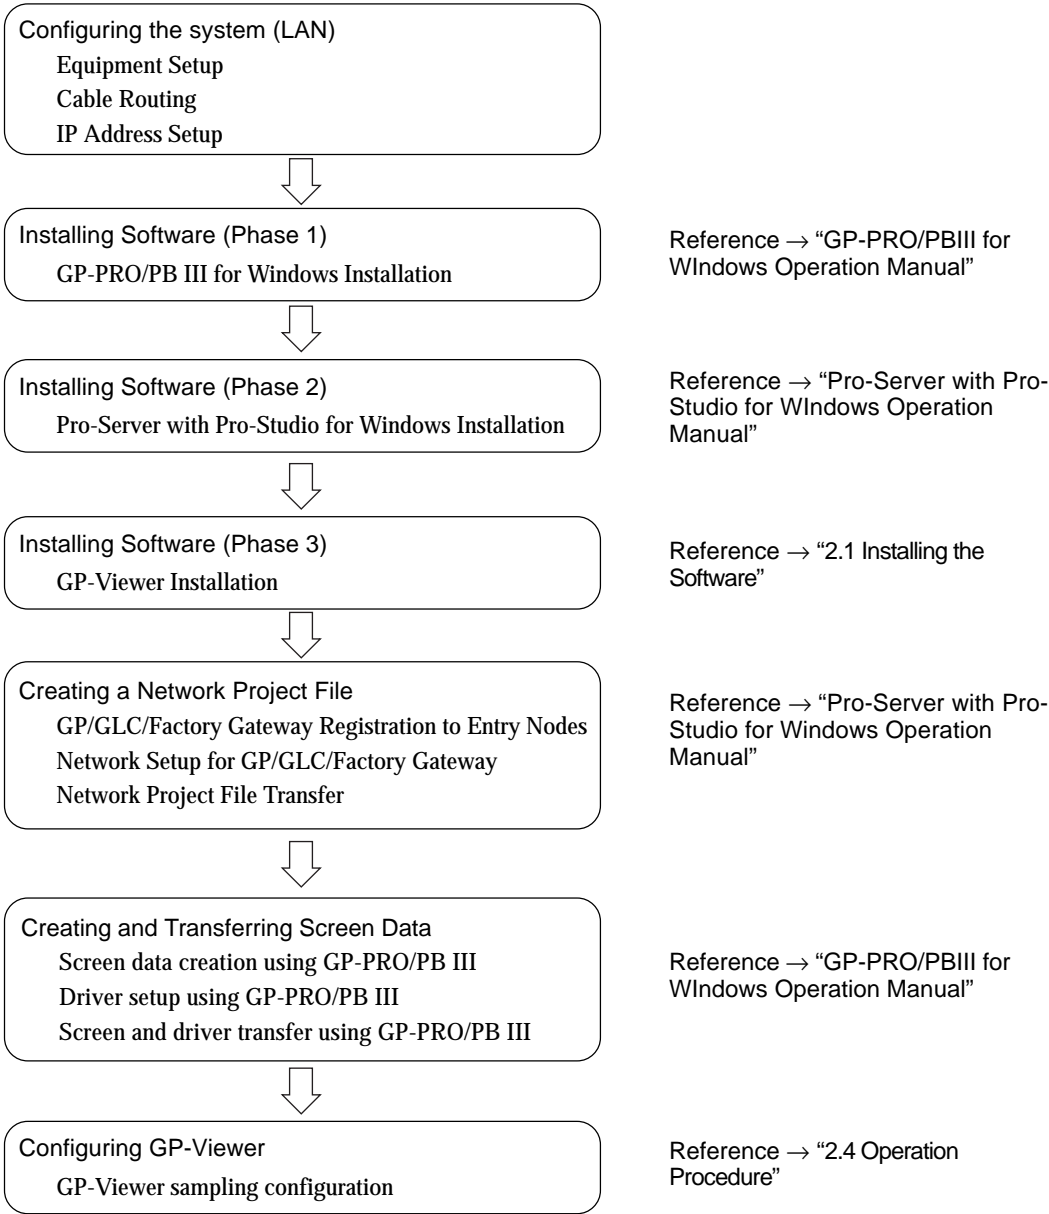 Configuring the system (LAN)
Equipment Setup
Cable Routing
IP Address Setup
Installing Software (Phase 1)
GP-PRO/PB III for Windows Installation
Reference → “GP-PRO/PBIII for
WIndows Operation Manual”
Installing Software (Phase 2)
Pro-Server with Pro-Studio for Windows Installation
Reference → “Pro-Server with Pro-
Studio for WIndows Operation
Manual”
Installing Software (Phase 3)
GP-Viewer Installation
Reference → “2.1 Installing the
Software”
Creating a Network Project File
GP/GLC/Factory Gateway Registration to Entry Nodes
Network Setup for GP/GLC/Factory Gateway
Network Project File Transfer
Reference → “Pro-Server with Pro-
Studio for Windows Operation
Manual”
Creating and Transferring Screen Data
Screen data creation using GP-PRO/PB III
Driver setup using GP-PRO/PB III
Screen and driver transfer using GP-PRO/PB III
Reference → “GP-PRO/PBIII for
WIndows Operation Manual”
Configuring GP-Viewer
GP-Viewer sampling configuration
Reference → “2.4 Operation
Procedure”